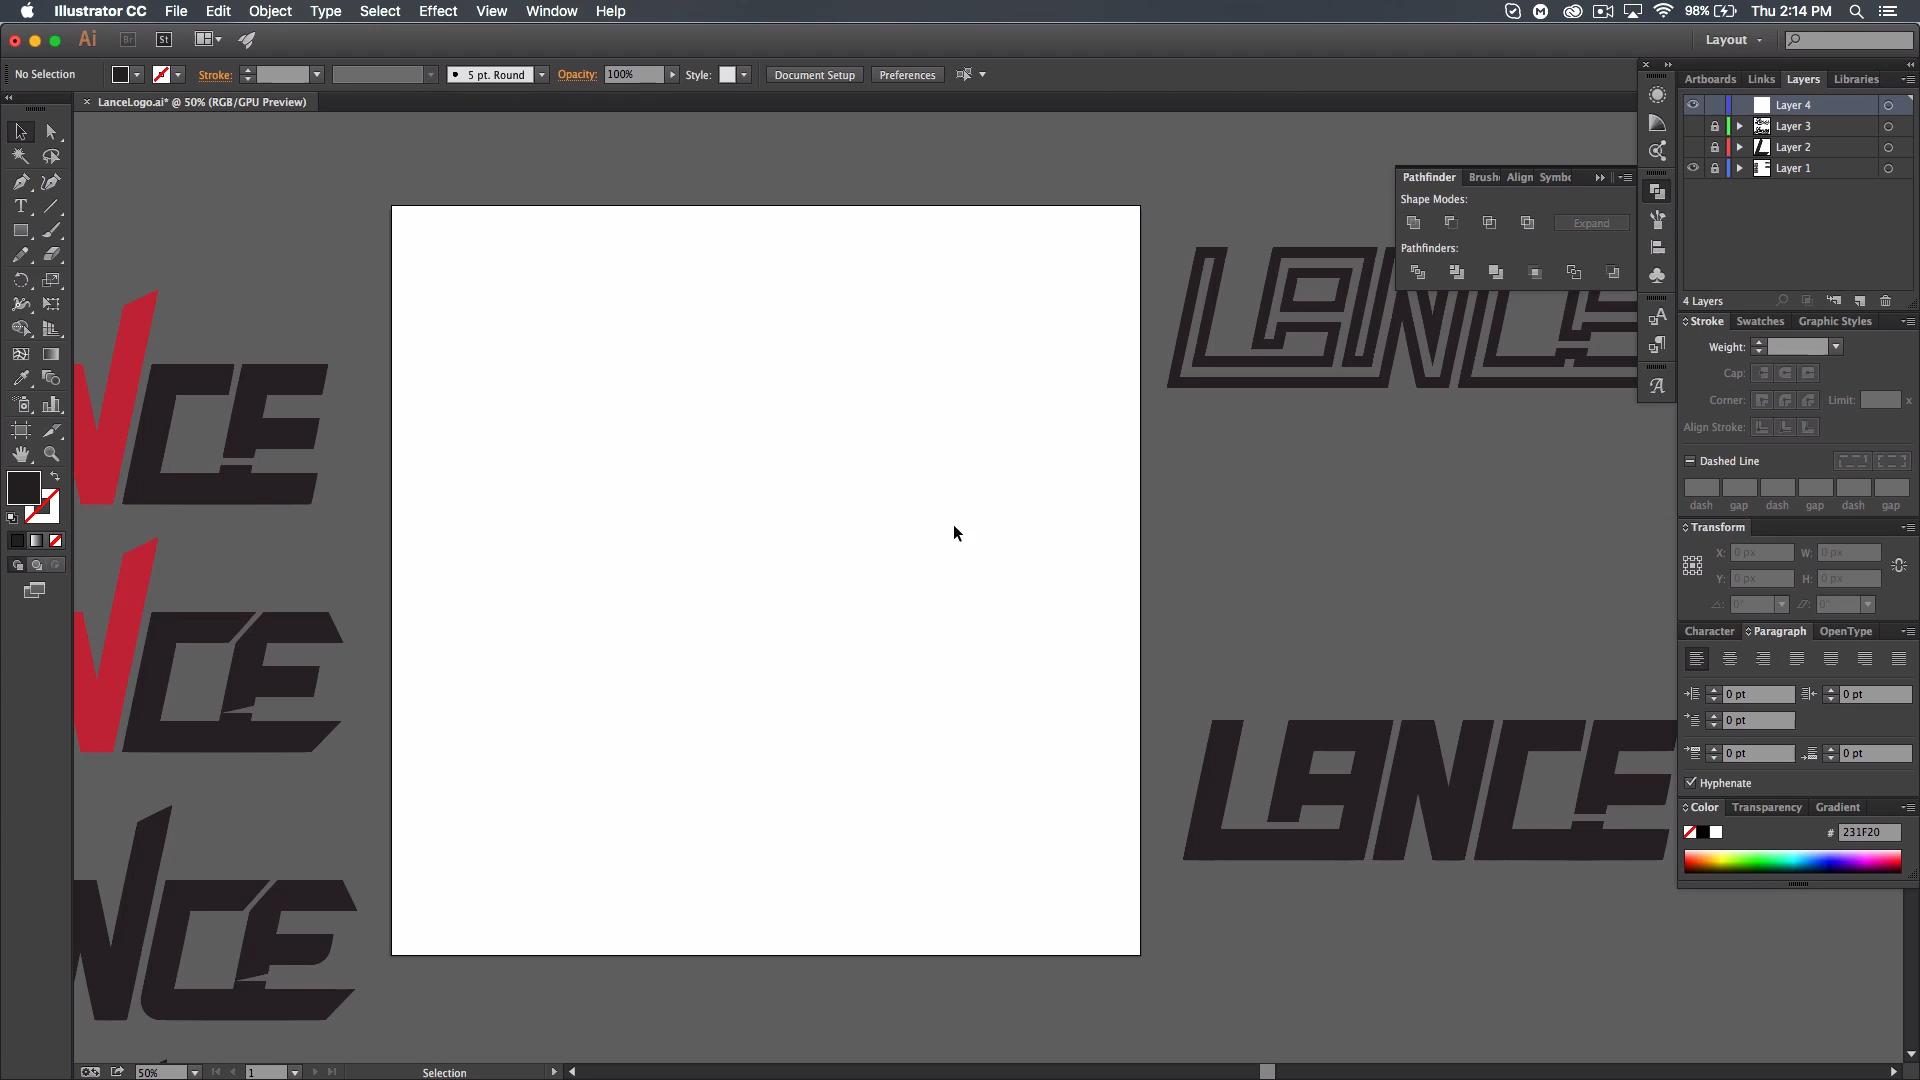 Illustrator CC File Edit Object Type Select Effect View Window Help
98% Thu 2:14 PM
Ai Br St Layout
No Selection Stroke: 5 pt. Round Opacity: 100% Style: Document Setup Preferences
LanceLogo.ai* @ 50% (RGB/GPU Preview)
Artboards Links Layers Libraries
Layer 4
Layer 3
Layer 2
Layer 1
4 Layers
Pathfinder Brush Align Symbo
Shape Modes:
Expand
Pathfinders:
Stroke Swatches Graphic Styles
Weight:
Cap:
Corner: Limit: x
Align Stroke:
Dashed Line
dash gap dash gap dash gap
Transform
X: 0 px W: 0 px
Y: 0 px H: 0 px
0° 0°
Character Paragraph OpenType
0 pt 0 pt
0 pt
0 pt 0 pt
Hyphenate
Color Transparency Gradient
# 231F20
NCE
NCE
NCE
LANCE
LANCE
50% 1 Selection